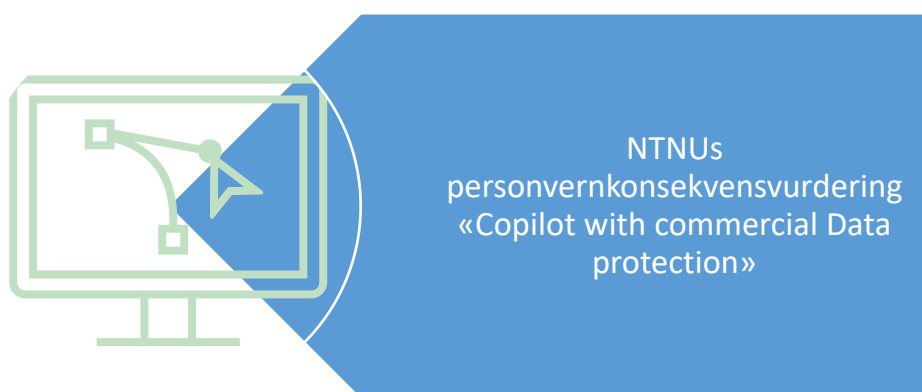 NTNUs
personvernkonsekvensvurdering
«Copilot with commercial Data
protection»